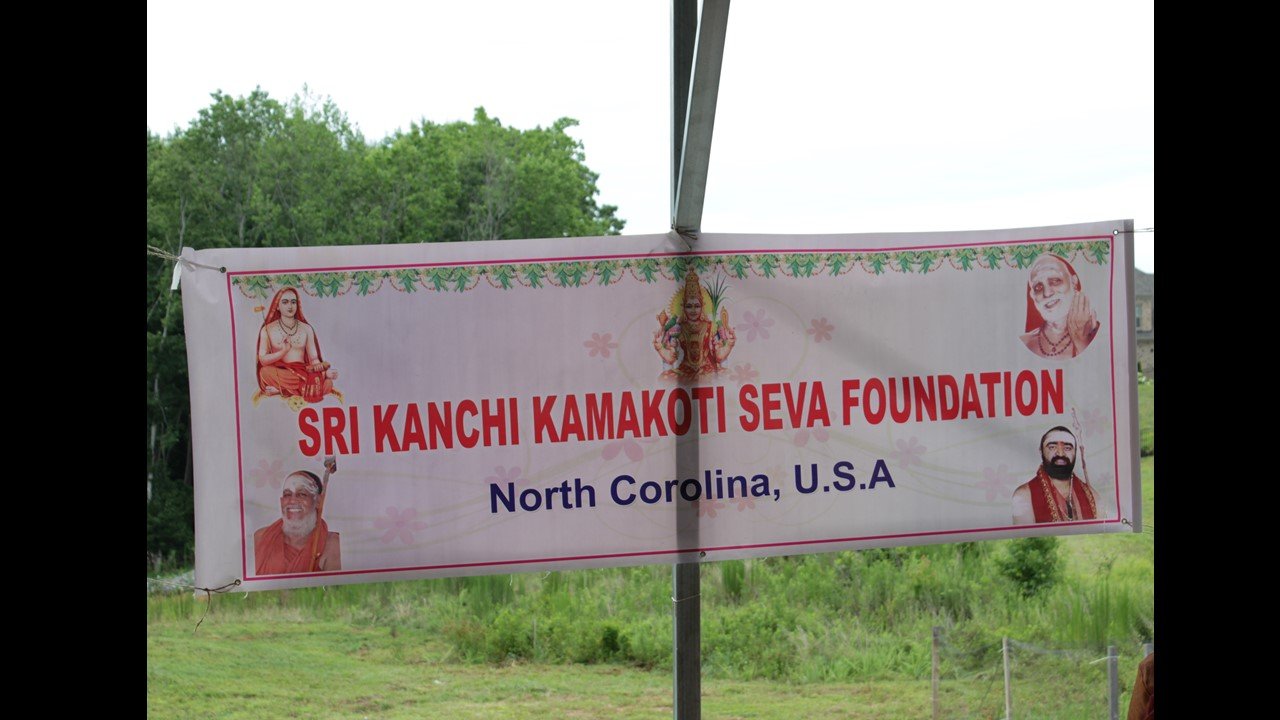 SRI KANCHI KAMAKOTI SEVA FOUNDATION
North Corolina, U.S.A